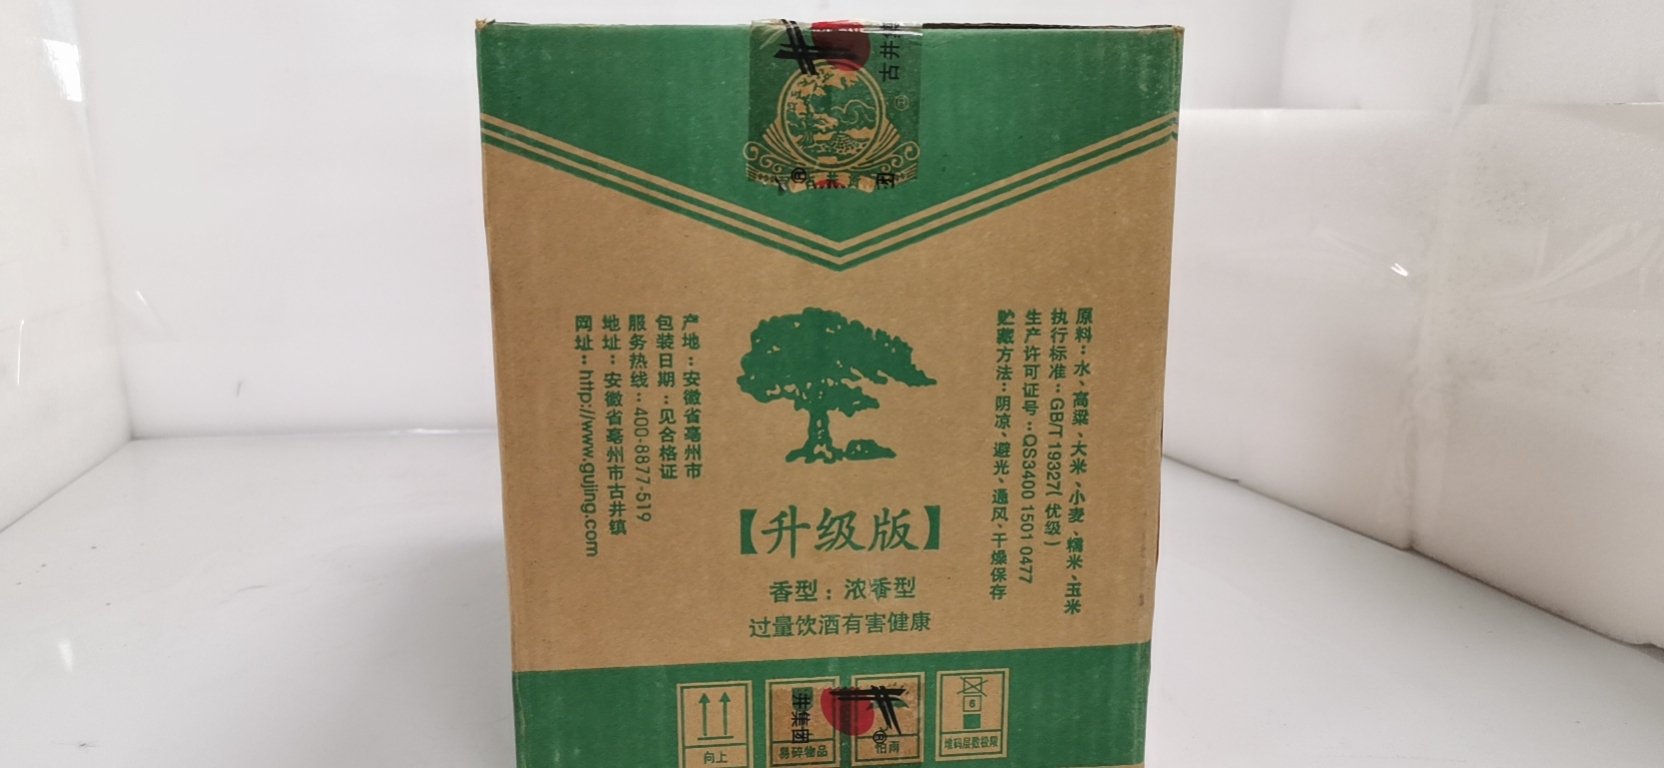 古井
原料：水、高粱、大米、小麦、糯米、玉米
执行标准：GB/T 19327(优级)
生产许可证号：QS3400 1501 0477
贮藏方法：阴凉、避光、通风、干燥保存
产地：安徽省亳州市
包装日期：见合格证
服务热线：400-8877-519
地址：安徽省亳州市古井镇
网址：http://www.gujing.com
【升级版】
香型：浓香型
过量饮酒有害健康
向上
易碎物品
怕雨
6
堆码层数极限
井集团